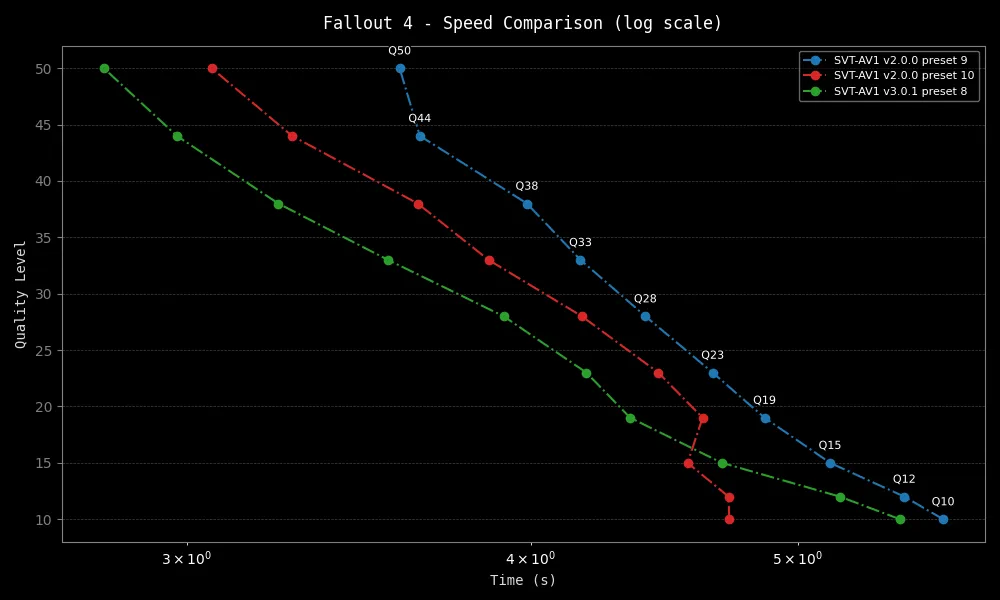 Fallout 4 - Speed Comparison (log scale)
SVT-AV1 v2.0.0 preset 9
SVT-AV1 v2.0.0 preset 10
SVT-AV1 v3.0.1 preset 8
Quality Level
50
45
40
35
30
25
20
15
10
Q50
Q44
Q38
Q33
Q28
Q23
Q19
Q15
Q12
Q10
3 × 10⁰
4 × 10⁰
5 × 10⁰
Time (s)